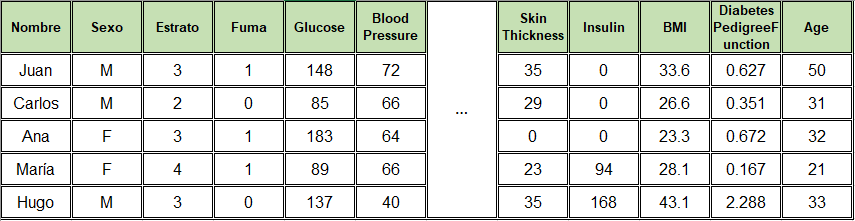 Nombre Sexo Estrato Fuma Glucose Blood Pressure ... Skin Thickness Insulin BMI Diabetes PedigreeFunction Age
Juan M 3 1 148 72 35 0 33.6 0.627 50
Carlos M 2 0 85 66 29 0 26.6 0.351 31
Ana F 3 1 183 64 0 0 23.3 0.672 32
María F 4 1 89 66 23 94 28.1 0.167 21
Hugo M 3 0 137 40 35 168 43.1 2.288 33